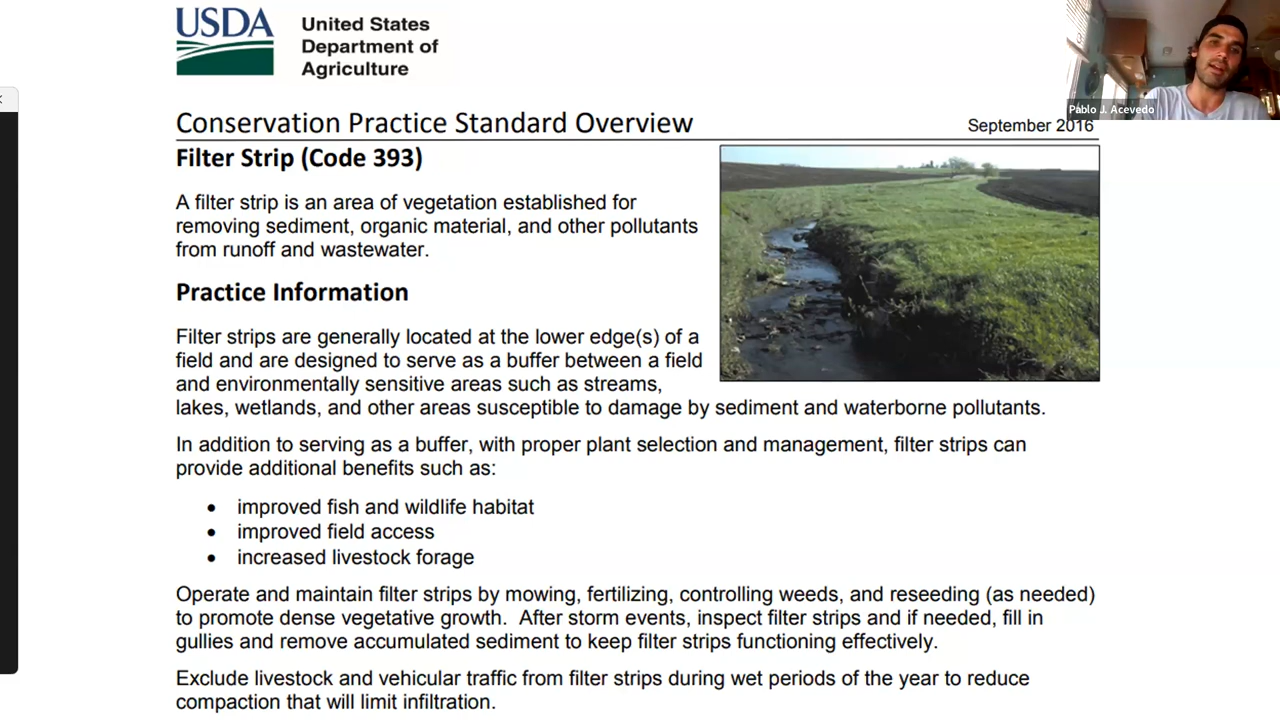 USDA
United States
Department of
Agriculture
Pablo J. Acevedo
Conservation Practice Standard Overview
September 2016
Filter Strip (Code 393)
A filter strip is an area of vegetation established for
removing sediment, organic material, and other pollutants
from runoff and wastewater.
Practice Information
Filter strips are generally located at the lower edge(s) of a
field and are designed to serve as a buffer between a field
and environmentally sensitive areas such as streams,
lakes, wetlands, and other areas susceptible to damage by sediment and waterborne pollutants.
In addition to serving as a buffer, with proper plant selection and management, filter strips can
provide additional benefits such as:
• improved fish and wildlife habitat
• improved field access
• increased livestock forage
Operate and maintain filter strips by mowing, fertilizing, controlling weeds, and reseeding (as needed)
to promote dense vegetative growth. After storm events, inspect filter strips and if needed, fill in
gullies and remove accumulated sediment to keep filter strips functioning effectively.
Exclude livestock and vehicular traffic from filter strips during wet periods of the year to reduce
compaction that will limit infiltration.